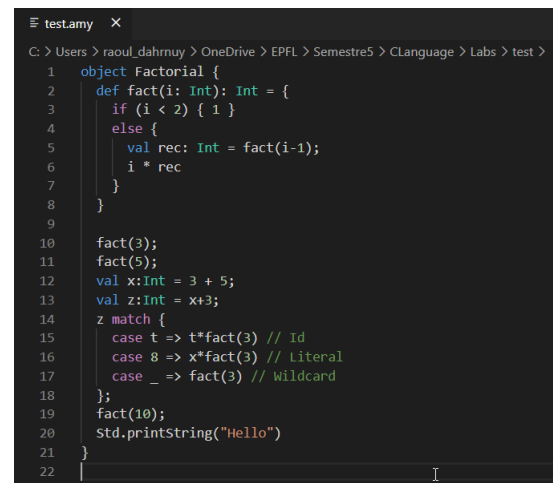 test.amy
C: > Users > raoul_dahrnuy > OneDrive > EPFL > Semestre5 > CLanguage > Labs > test >
1 object Factorial {
2   def fact(i: Int): Int = {
3     if (i < 2) { 1 }
4     else {
5       val rec: Int = fact(i-1);
6       i * rec
7     }
8   }
9
10   fact(3);
11   fact(5);
12   val x:Int = 3 + 5;
13   val z:Int = x+3;
14   z match {
15     case t => t*fact(3) // Id
16     case 8 => x*fact(3) // Literal
17     case _ => fact(3) // Wildcard
18   };
19   fact(10);
20   Std.printString("Hello")
21 }
22